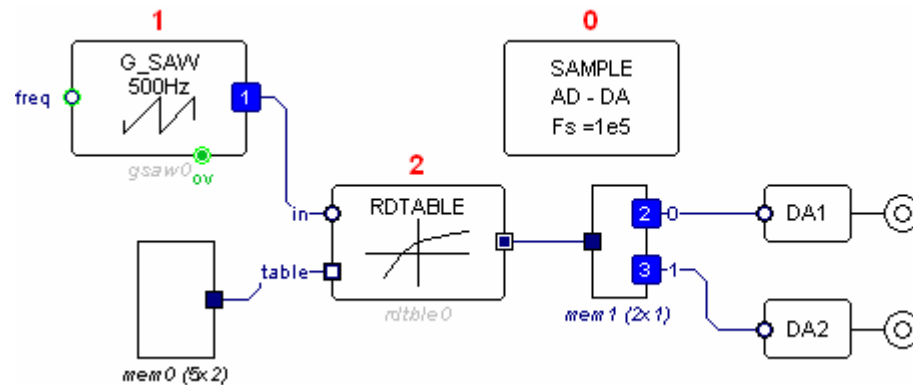 1
G_SAW
500Hz
freq
1
gsaw0
ov
0
SAMPLE
AD - DA
Fs =1e5
2
RDTABLE
in
table
rdtble0
mem0 (5x2)
2
0
3
1
mem1 (2x1)
DA1
DA2